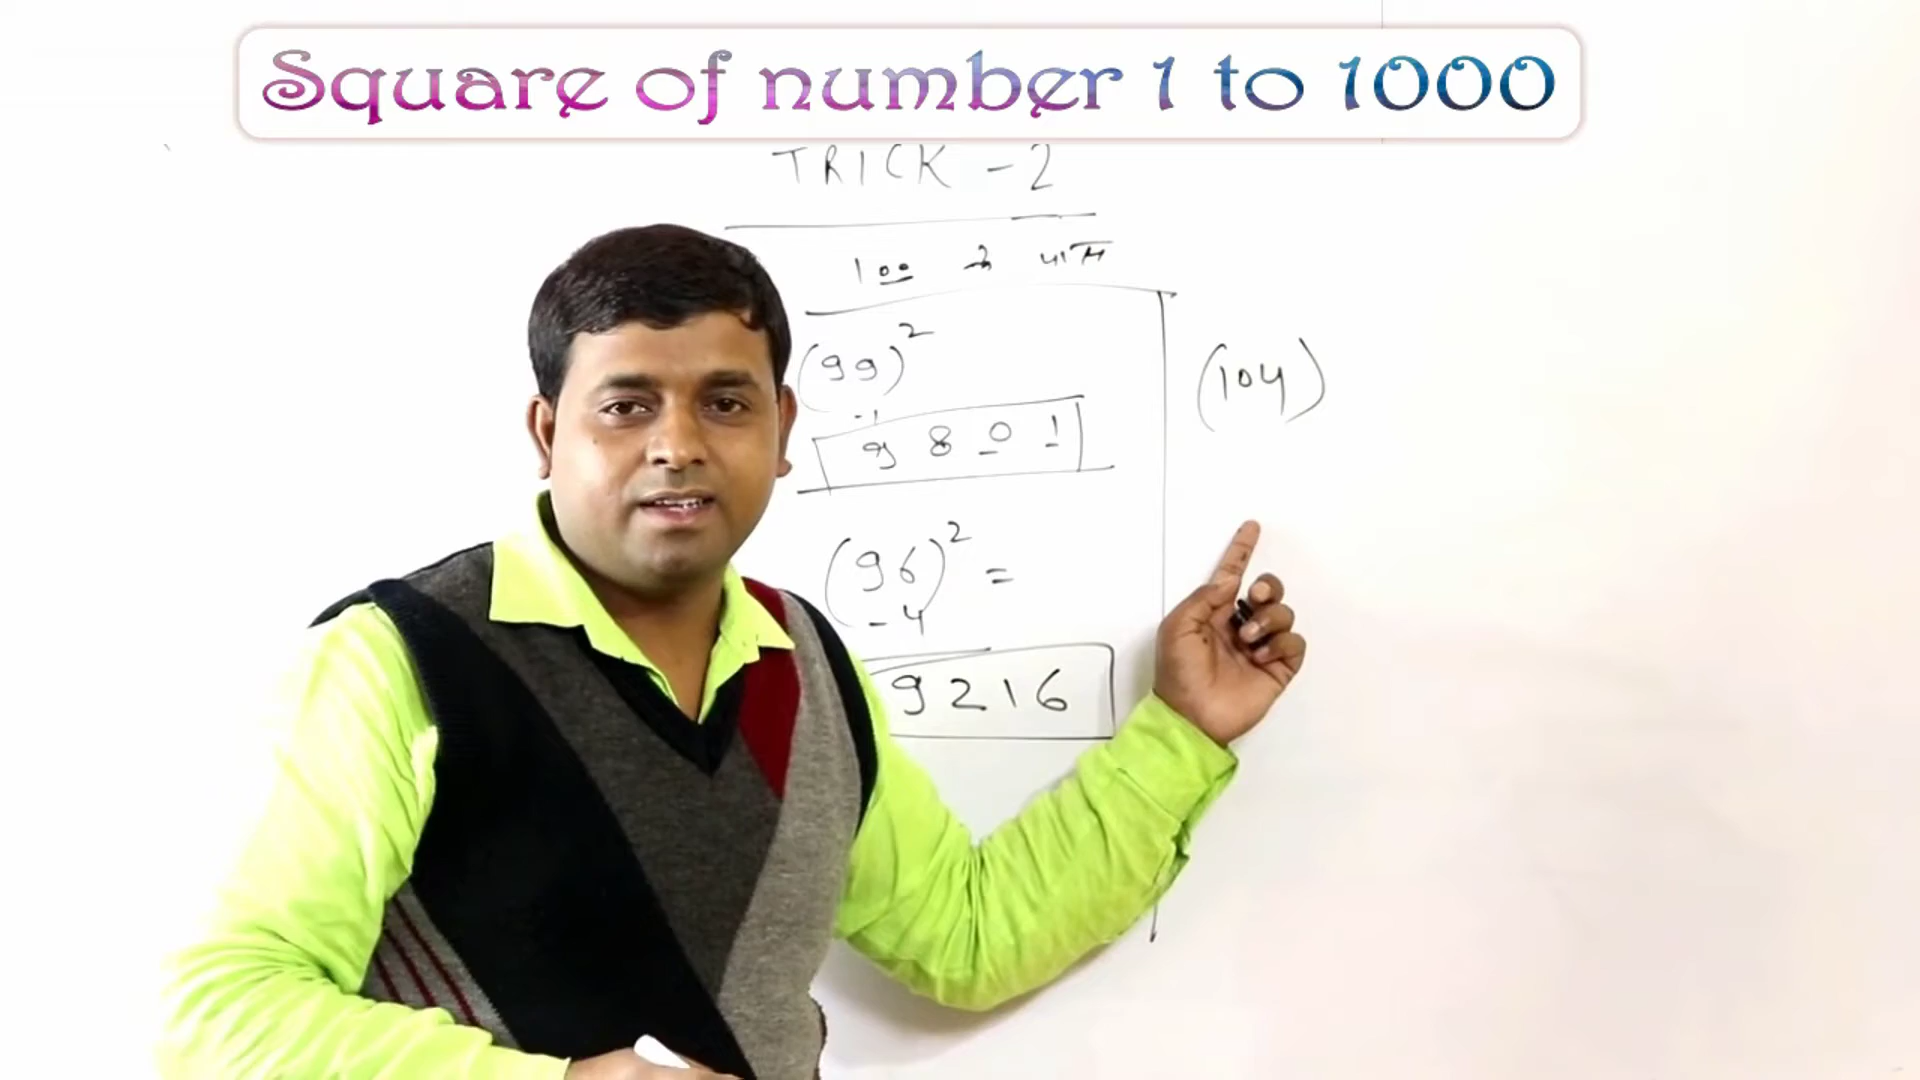 Square of number 1 to 1000
TRICK - 2
100 के पास
(99)²
-1
9801
(96)² =
-4
9216
(104)